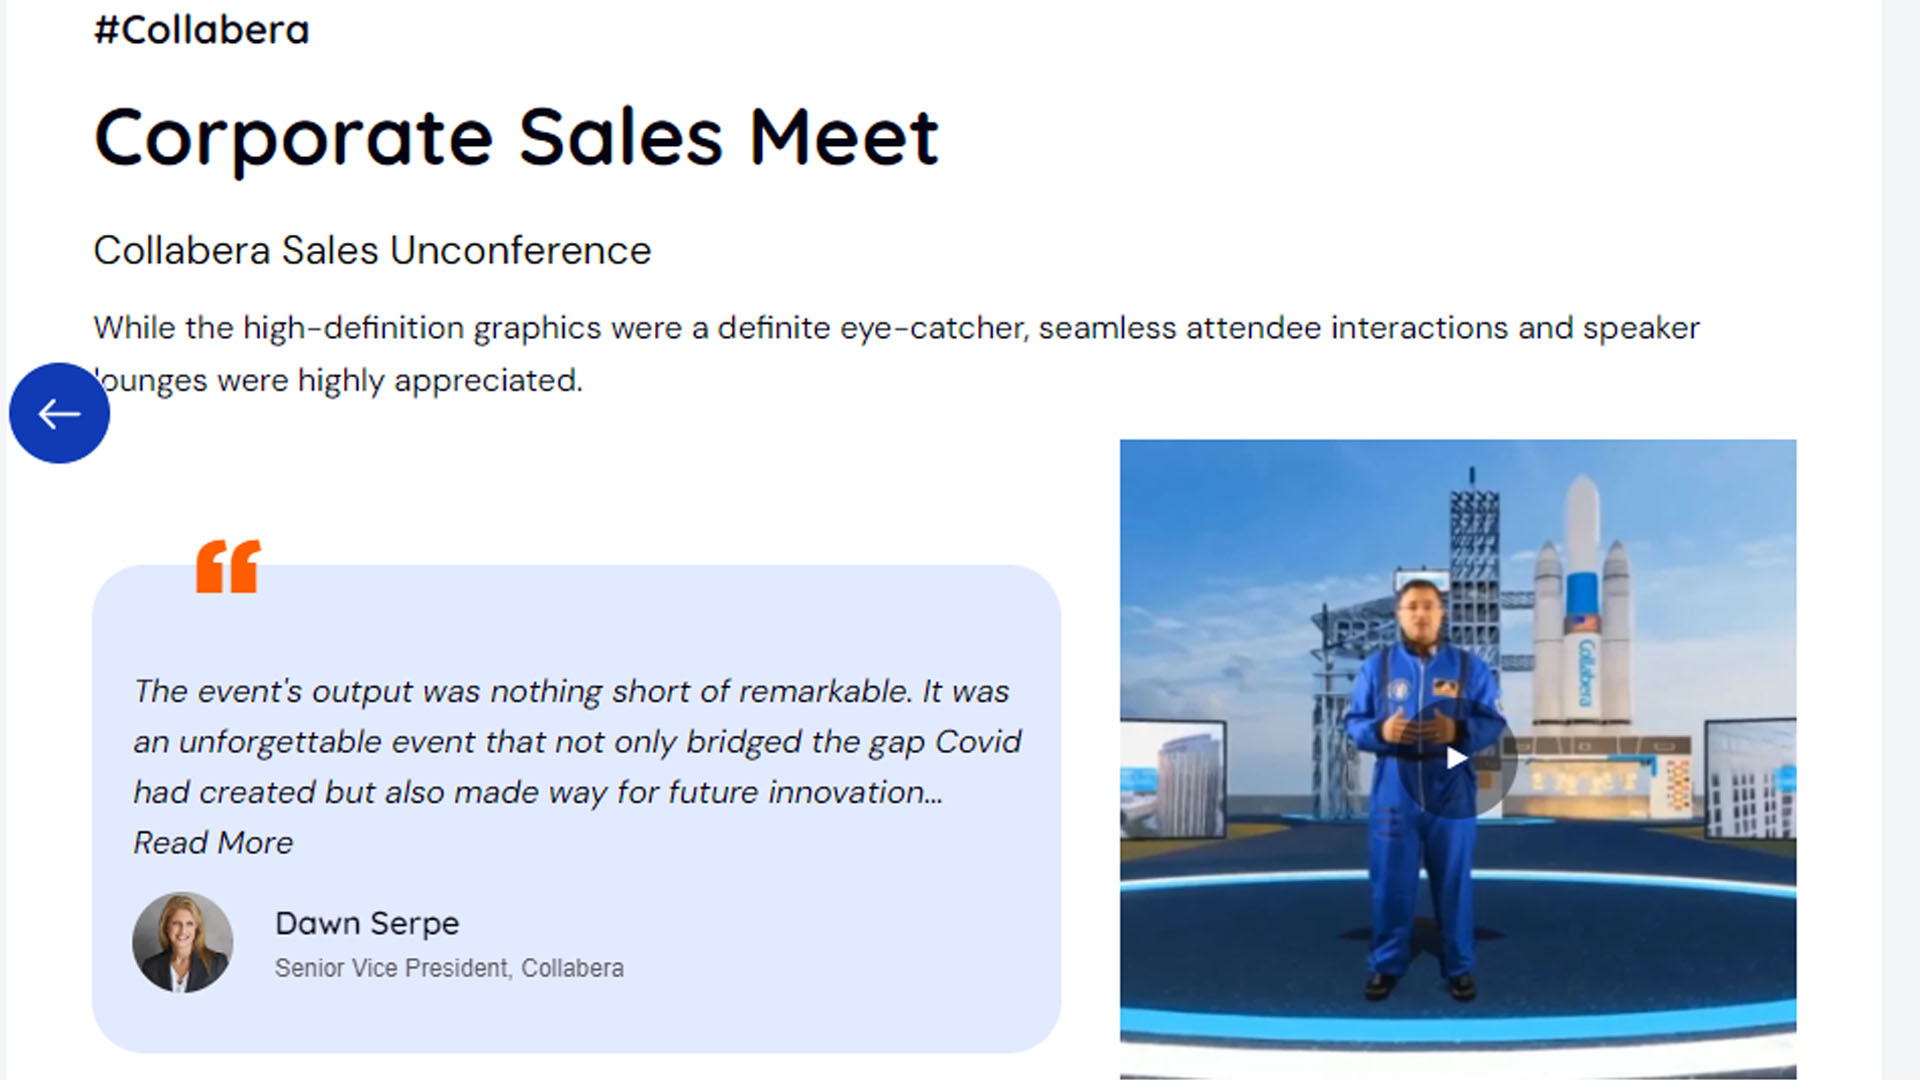 #Collabera
Corporate Sales Meet
Collabera Sales Unconference
While the high-definition graphics were a definite eye-catcher, seamless attendee interactions and speaker
lounges were highly appreciated.
“
The event's output was nothing short of remarkable. It was
an unforgettable event that not only bridged the gap Covid
had created but also made way for future innovation...
Read More
Dawn Serpe
Senior Vice President, Collabera
Collabera